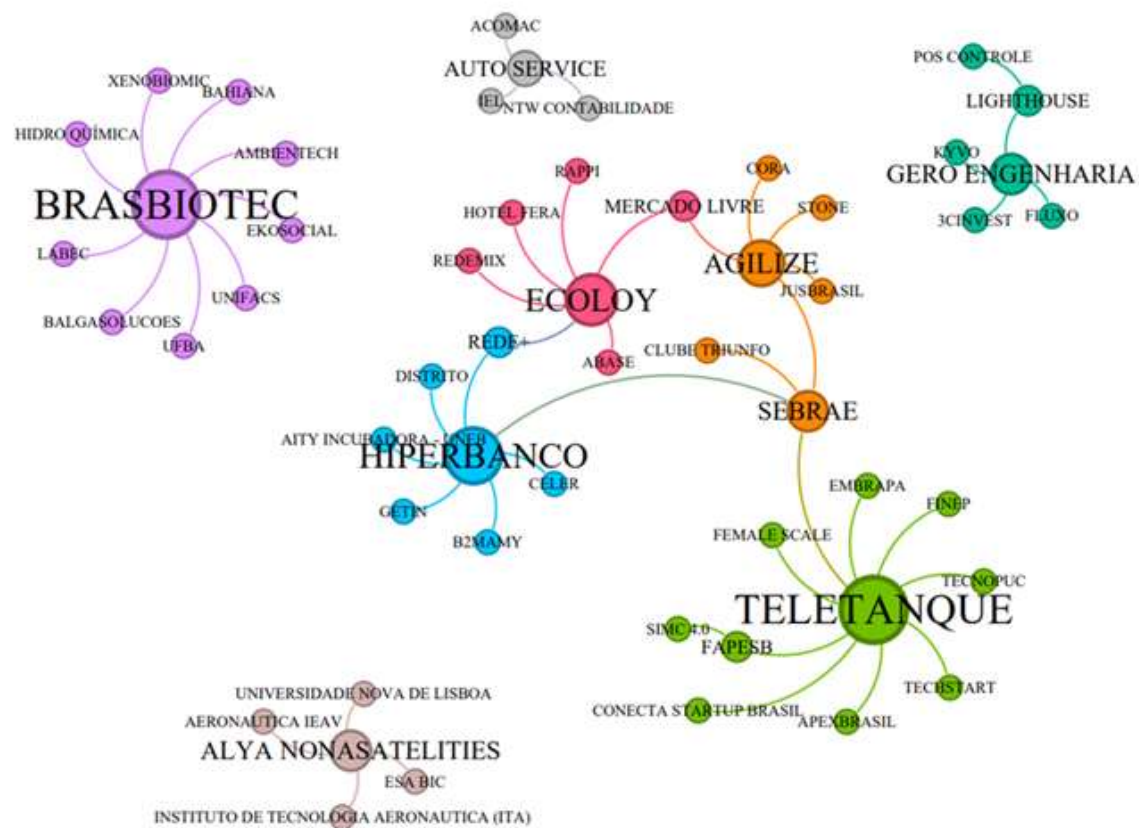 ACOMAC
AUTO SERVICE
IEL
NTW CONTABILIDADE
POS CONTROLE
LIGHTHOUSE
KYVO
GERO ENGENHARIA
3CINVEST
FLUXO
XENOBIOMIC
BAHIANA
HIDRO QUÍMICA
AMBIENTECH
BRASBIOTEC
EKOSOCIAL
LABEC
UNIFACS
BALGASOLUCOES
UFBA
RAPPI
HOTEL FERA
MERCADO LIVRE
REDEMIX
ECOLOY
ABASE
CORA
STONE
AGILIZE
JUSBRASIL
CLUBE TRIUNFO
SEBRAE
REDE+
DISTRITO
AITY INCUBADORA - UNEB
HIPERBANCO
CELER
GETIN
B2MAMY
EMBRAPA
FINEP
FEMALE SCALE
TECNOPUC
TELETANQUE
SIMC 4.0
FAPESB
TECHSTART
CONECTA STARTUP BRASIL
APEXBRASIL
UNIVERSIDADE NOVA DE LISBOA
AERONAUTICA IEAV
ALYA NONASATELITIES
ESA BIC
INSTITUTO DE TECNOLOGIA AERONAUTICA (ITA)